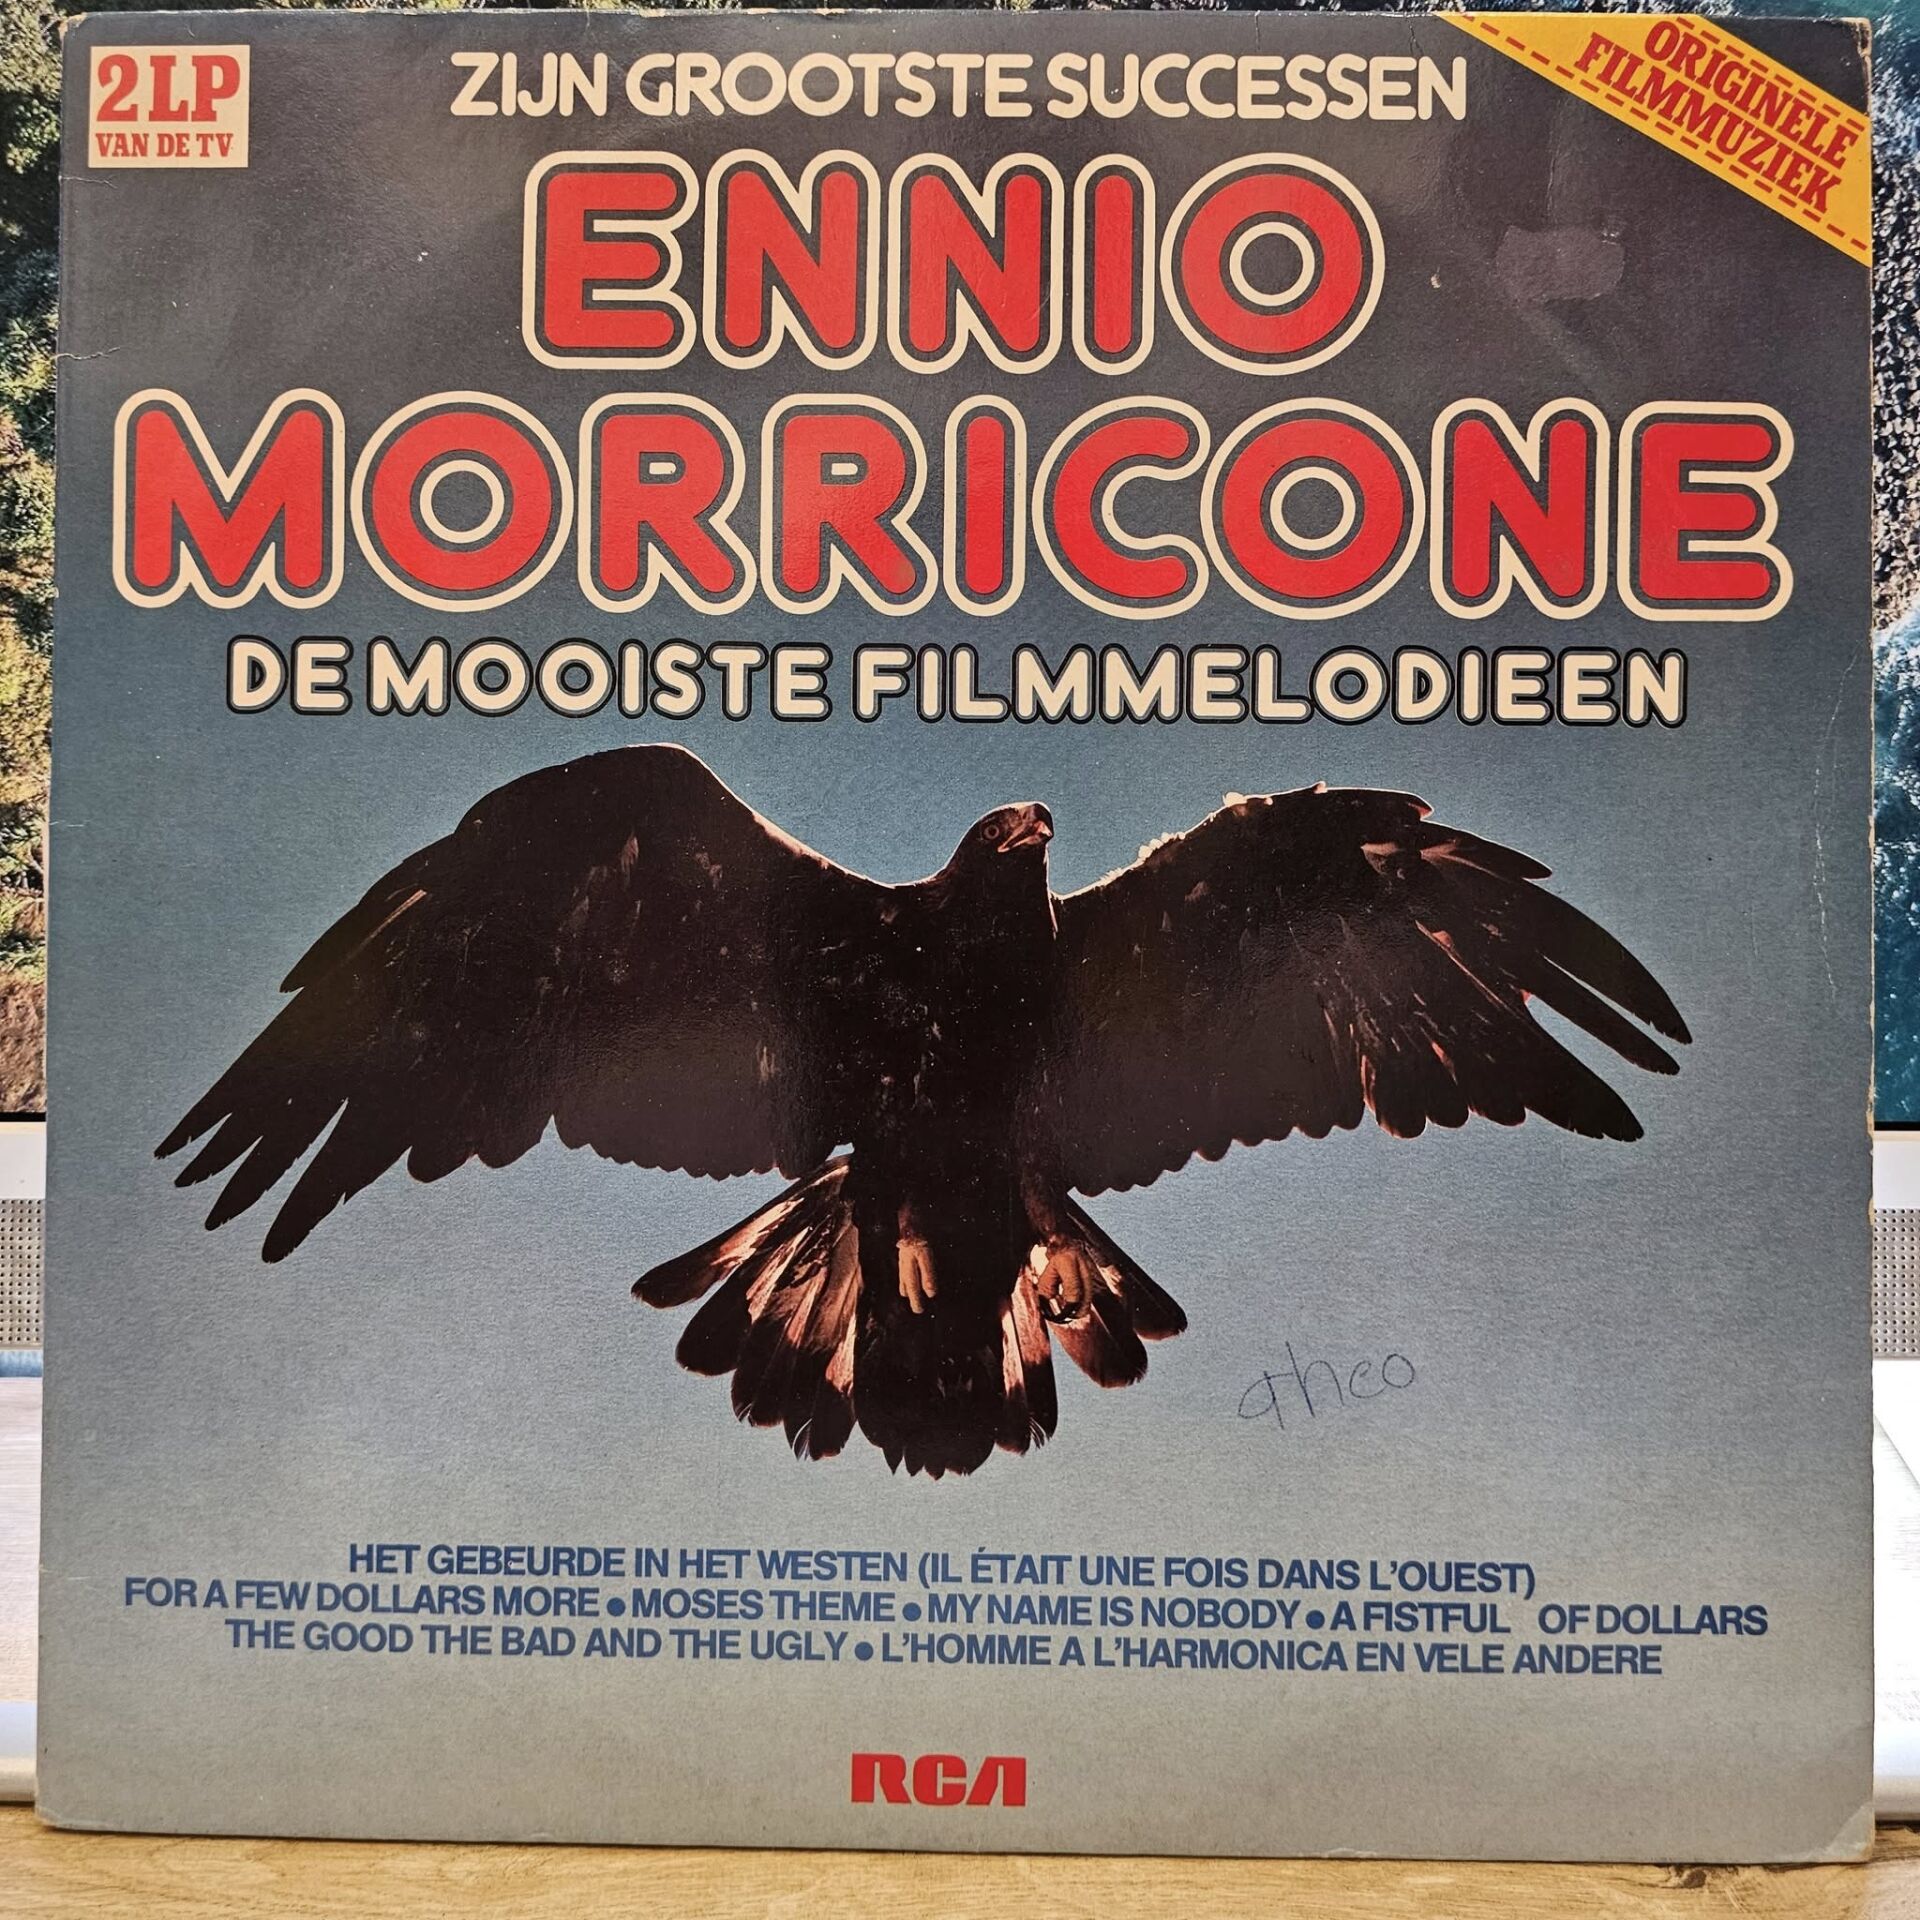 2 LP
VAN DE TV
ZIJN GROOTSTE SUCCESSEN
ORIGINELE
FILMMUZIEK
ENNIO
MORRICONE
DE MOOISTE FILMMELODIEEN
theo
HET GEBEURDE IN HET WESTEN (IL ÉTAIT UNE FOIS DANS L'OUEST)
FOR A FEW DOLLARS MORE ● MOSES THEME ● MY NAME IS NOBODY ● A FISTFUL OF DOLLARS
THE GOOD THE BAD AND THE UGLY ● L'HOMME A L'HARMONICA EN VELE ANDERE
RCA